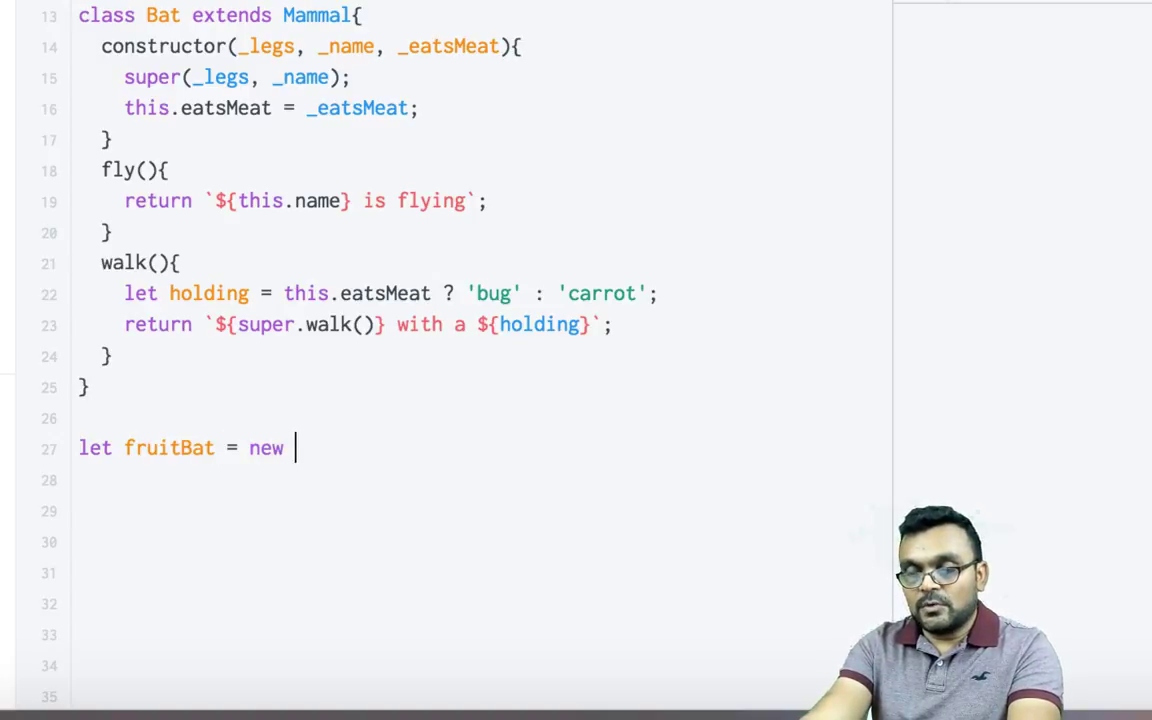 13 class Bat extends Mammal{
14 constructor(_legs, _name, _eatsMeat){
15 super(_legs, _name);
16 this.eatsMeat = _eatsMeat;
17 }
18 fly(){
19 return `${this.name} is flying`;
20 }
21 walk(){
22 let holding = this.eatsMeat ? 'bug' : 'carrot';
23 return `${super.walk()} with a ${holding}`;
24 }
25 }
26
27 let fruitBat = new
28
29
30
31
32
33
34
35